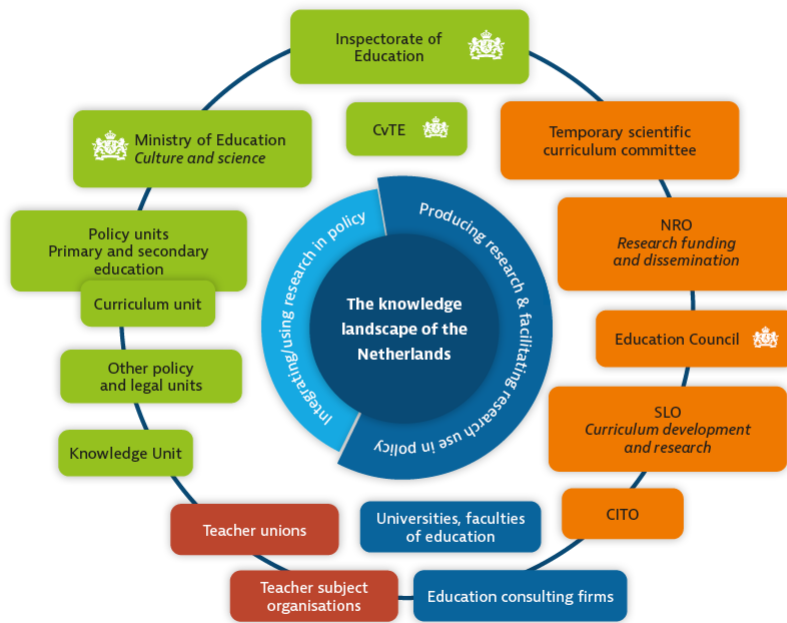 Inspectorate of
Education
CvTE
Ministry of Education
Culture and science
Temporary scientific
curriculum committee
Policy units
Primary and secondary
education
Curriculum unit
NRO
Research funding
and dissemination
Integrating/using research in policy
Producing research & facilitating research use in policy
The knowledge
landscape of the
Netherlands
Education Council
Other policy
and legal units
SLO
Curriculum development
and research
Knowledge Unit
CITO
Teacher unions
Universities, faculties
of education
Teacher subject
organisations
Education consulting firms